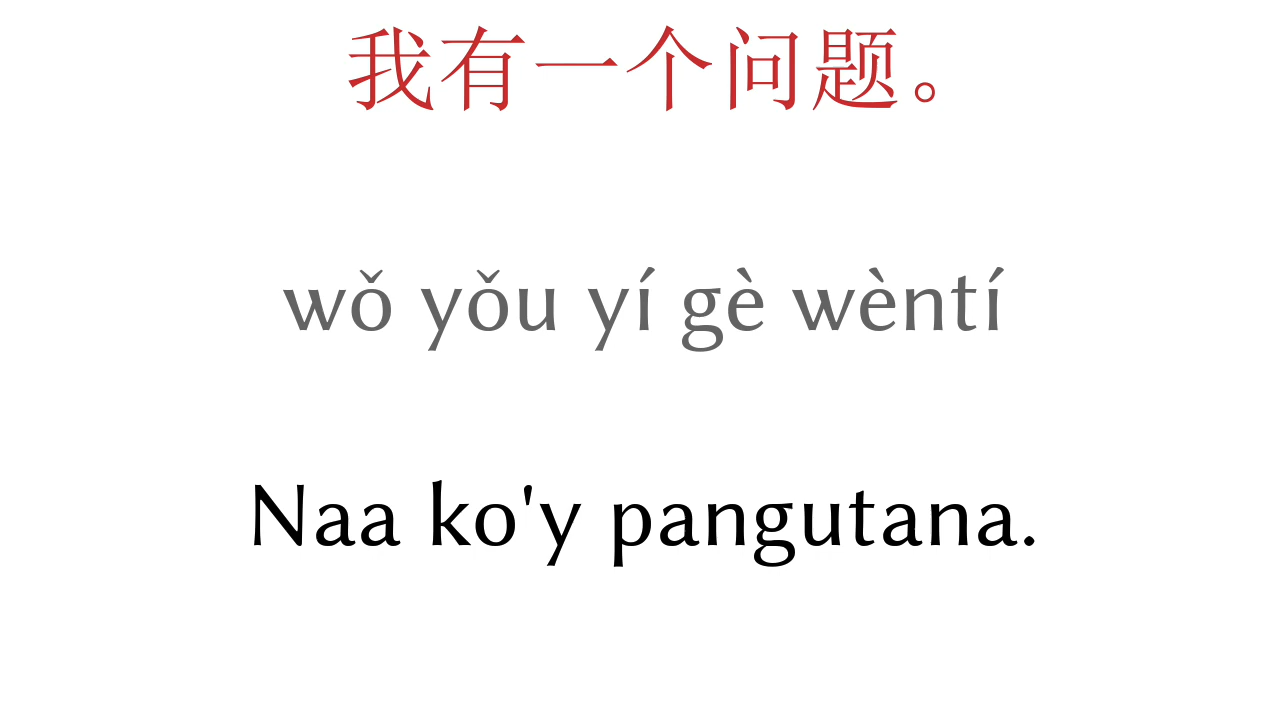 我有一个问题。
wǒ yǒu yí gè wèntí
Naa ko'y pangutana.